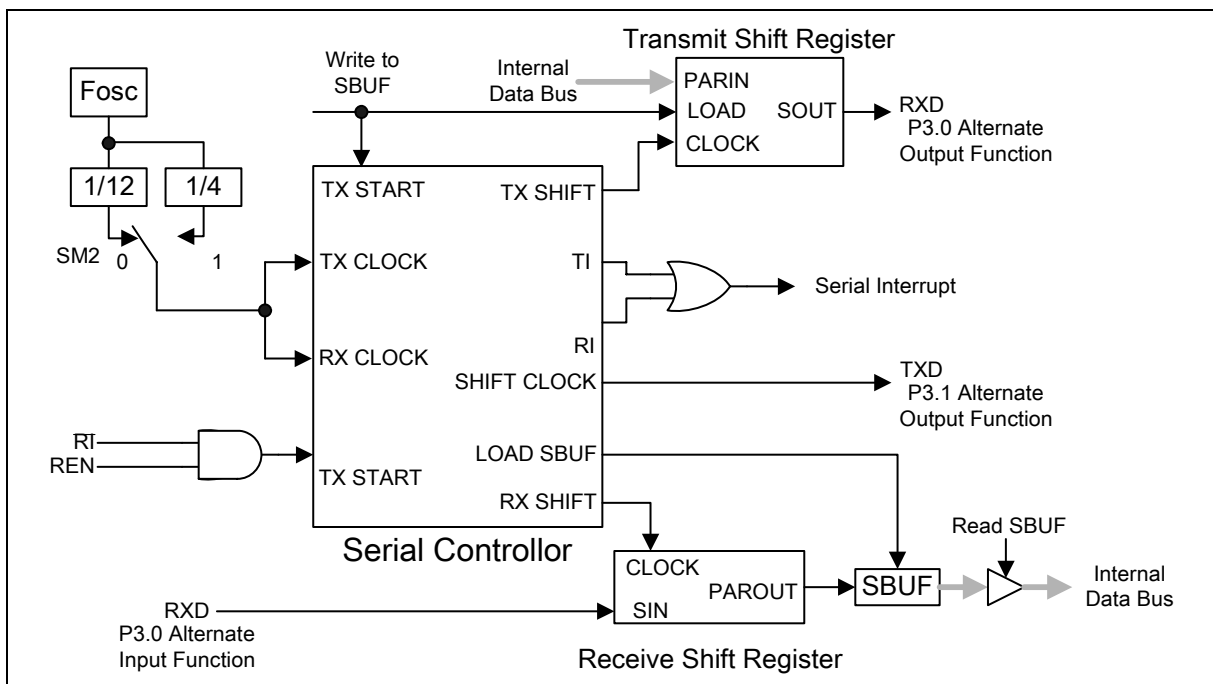 Transmit Shift Register
Write to
SBUF
Internal
Data Bus
Fosc
PARIN
LOAD
SOUT
CLOCK
RXD
P3.0 Alternate
Output Function
1/12
1/4
TX START
TX SHIFT
SM2
0
1
TX CLOCK
TI
Serial Interrupt
RX CLOCK
RI
SHIFT CLOCK
TXD
P3.1 Alternate
Output Function
RI
REN
TX START
LOAD SBUF
RX SHIFT
Serial Controllor
Read SBUF
CLOCK
PAROUT
SIN
SBUF
Internal
Data Bus
RXD
P3.0 Alternate
Input Function
Receive Shift Register